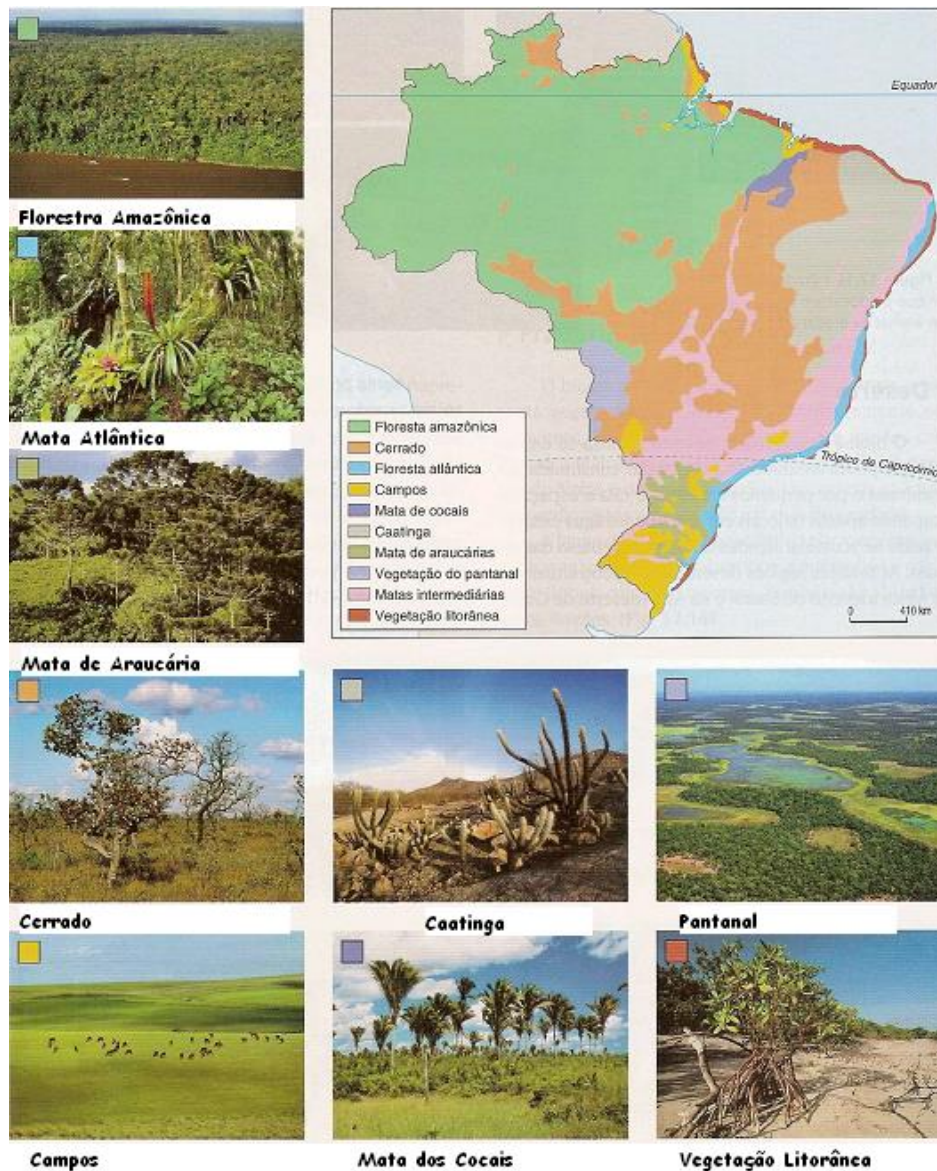 Florestra Amazônica
Mata Atlântica
Mata de Araucária
Equador
Trópico de Capricórnio
Floresta amazônica
Cerrado
Floresta atlântica
Campos
Mata de cocais
Caatinga
Mata de araucárias
Vegetação do pantanal
Matas intermediárias
Vegetação litorânea
0 410 km
Cerrado
Caatinga
Pantanal
Campos
Mata dos Cocais
Vegetação Litorânea